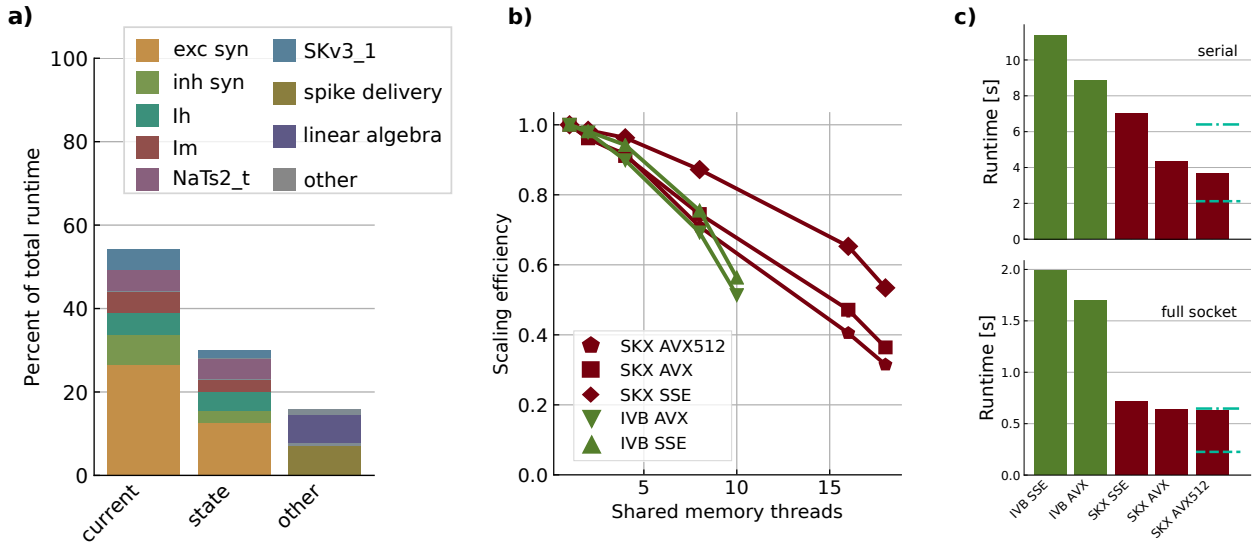 a)
Percent of total runtime
100
80
60
40
20
0
exc syn
inh syn
Ih
Im
NaTs2_t
SKv3_1
spike delivery
linear algebra
other
current
state
other
b)
Scaling efficiency
1.0
0.8
0.6
0.4
0.2
0.0
SKX AVX512
SKX AVX
SKX SSE
IVB AVX
IVB SSE
5
10
15
Shared memory threads
c)
Runtime [s]
10
8
6
4
2
0
serial
Runtime [s]
2.0
1.5
1.0
0.5
0.0
full socket
IVB SSE
IVB AVX
SKX SSE
SKX AVX
SKX AVX512